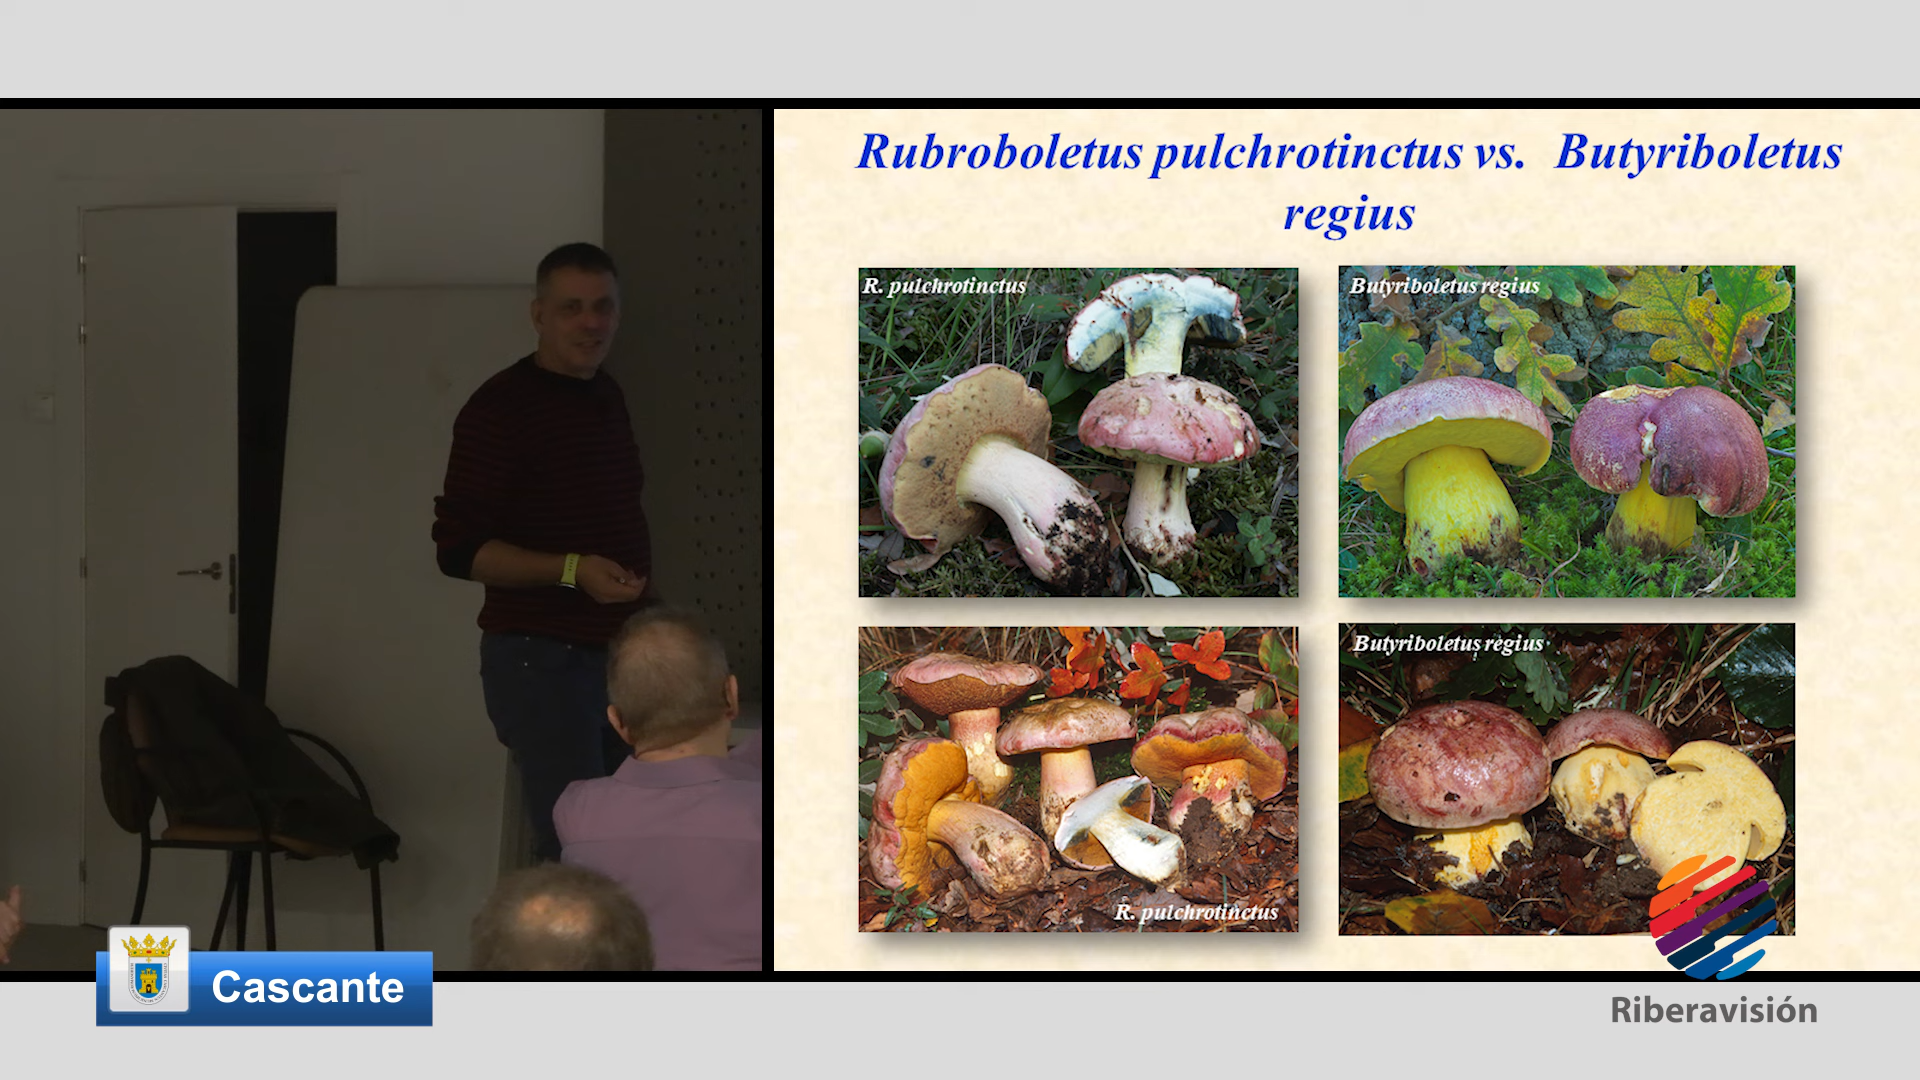 Rubroboletus pulchrotinctus vs. Butyriboletus
regius
R. pulchrotinctus
Butyriboletus regius
Butyriboletus regius
R. pulchrotinctus
Cascante
Riberavisión